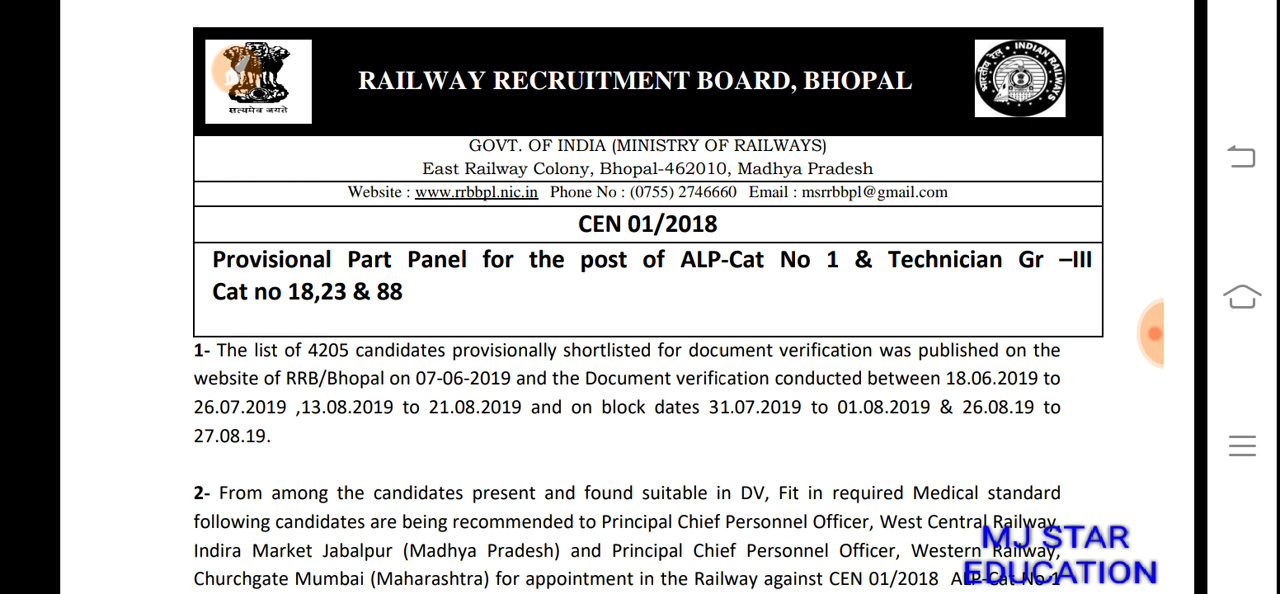 RAILWAY RECRUITMENT BOARD, BHOPAL
सत्यमेव जयते
INDIAN RAILWAYS
भारतीय रेल
GOVT. OF INDIA (MINISTRY OF RAILWAYS)
East Railway Colony, Bhopal-462010, Madhya Pradesh
Website : www.rrbbpl.nic.in Phone No : (0755) 2746660 Email : msrrbbpl@gmail.com
CEN 01/2018
Provisional Part Panel for the post of ALP-Cat No 1 & Technician Gr –III
Cat no 18,23 & 88
1- The list of 4205 candidates provisionally shortlisted for document verification was published on the
website of RRB/Bhopal on 07-06-2019 and the Document verification conducted between 18.06.2019 to
26.07.2019 ,13.08.2019 to 21.08.2019 and on block dates 31.07.2019 to 01.08.2019 & 26.08.19 to
27.08.19.
2- From among the candidates present and found suitable in DV, Fit in required Medical standard
following candidates are being recommended to Principal Chief Personnel Officer, West Central Railway,
Indira Market Jabalpur (Madhya Pradesh) and Principal Chief Personnel Officer, Western Railway,
Churchgate Mumbai (Maharashtra) for appointment in the Railway against CEN 01/2018 ALP-Cat No 1
MJ STAR
EDUCATION